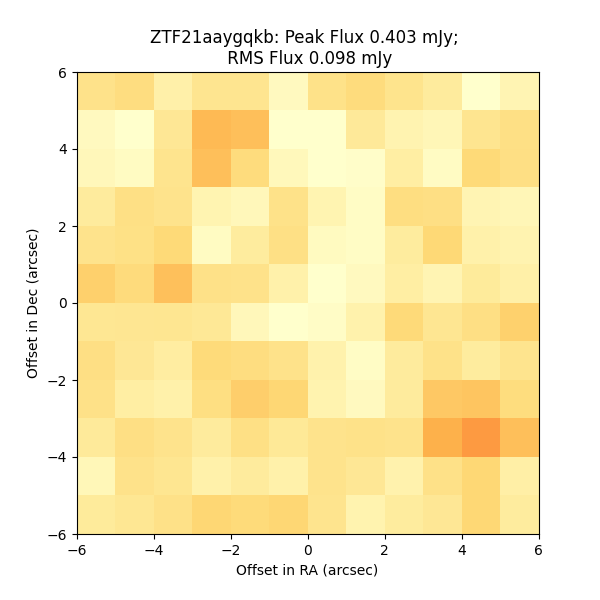 ZTF21aaygqkb: Peak Flux 0.403 mJy;
RMS Flux 0.098 mJy
6
4
2
0
−2
−4
−6
Offset in Dec (arcsec)
−6 −4 −2 0 2 4 6
Offset in RA (arcsec)